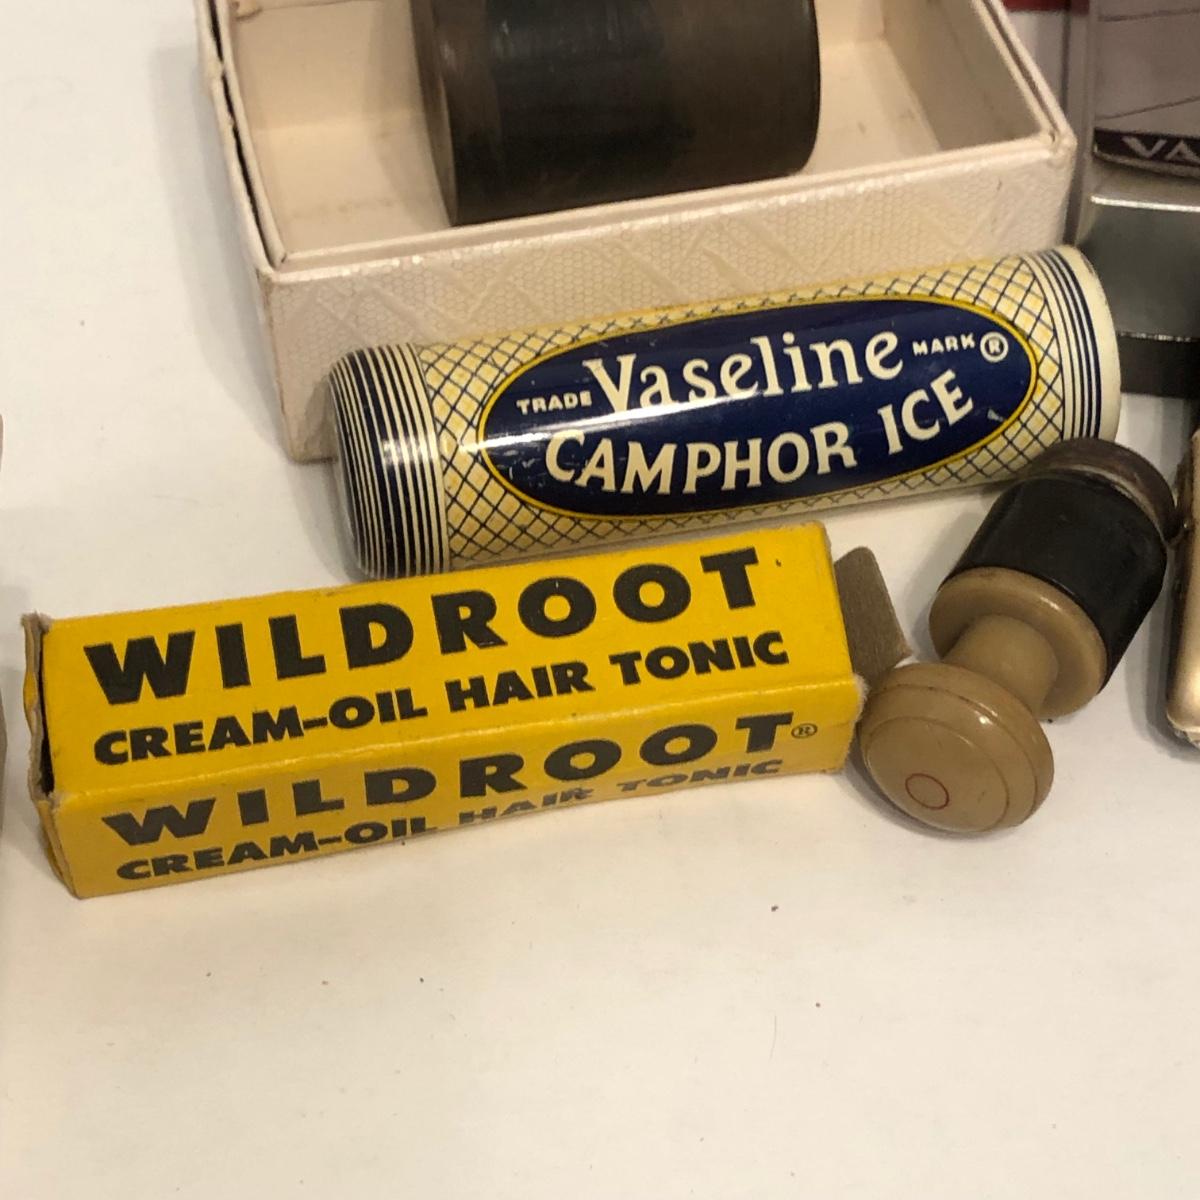 TRADE Vaseline MARK ®
CAMPHOR ICE
WILDROOT
CREAM-OIL HAIR TONIC
WILDROOT®
CREAM-OIL HAIR TONIC